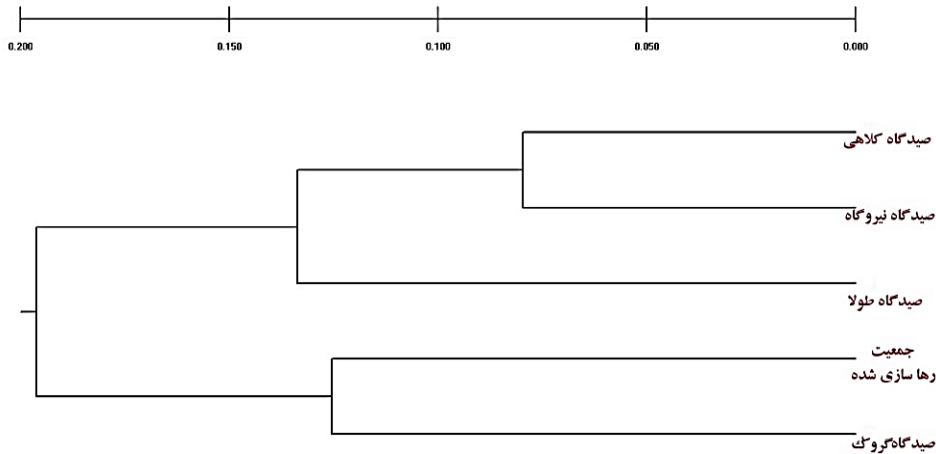 0.200 0.150 0.100 0.050 0.000
صیدگاه کلاهی
صیدگاه نیروگاه
صیدگاه طولا
جمعیت
رها سازی شده
صیدگاه‌گروک